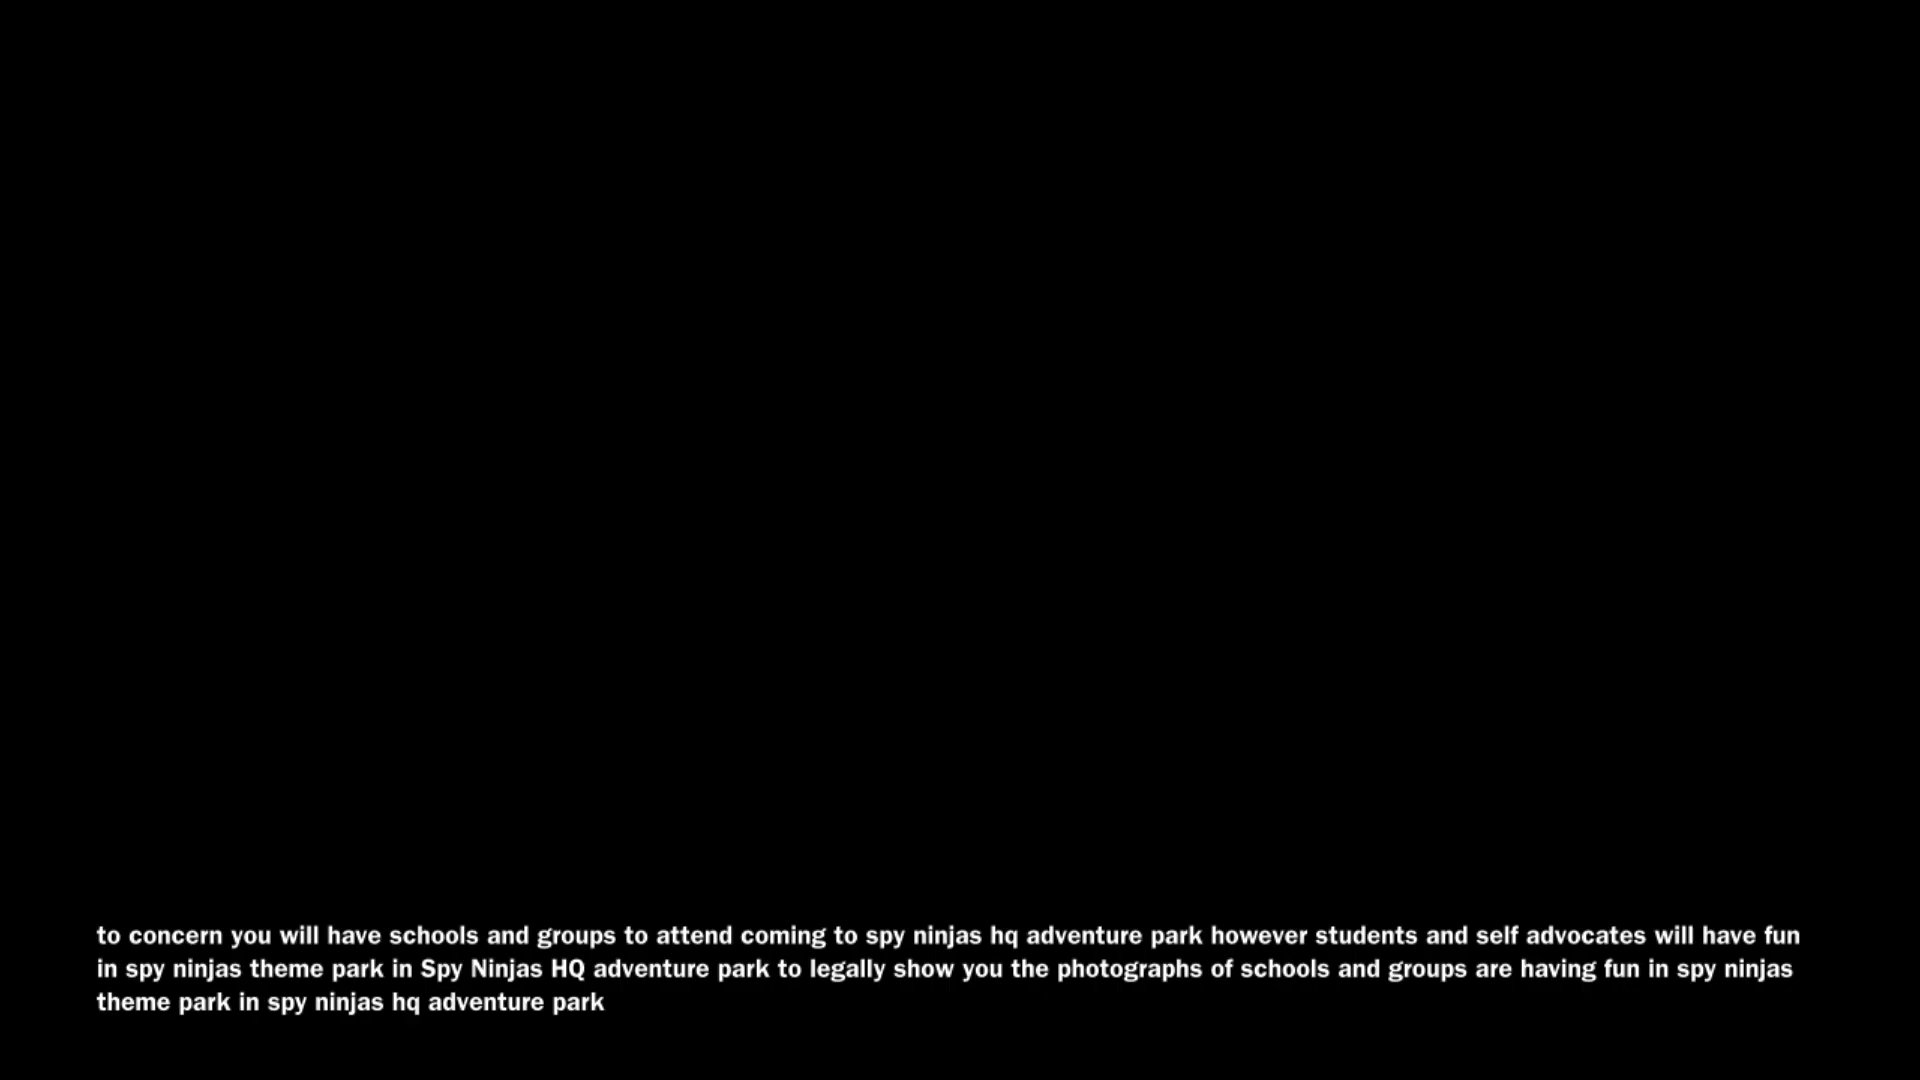 to concern you will have schools and groups to attend coming to spy ninjas hq adventure park however students and self advocates will have fun
in spy ninjas theme park in Spy Ninjas HQ adventure park to legally show you the photographs of schools and groups are having fun in spy ninjas
theme park in spy ninjas hq adventure park